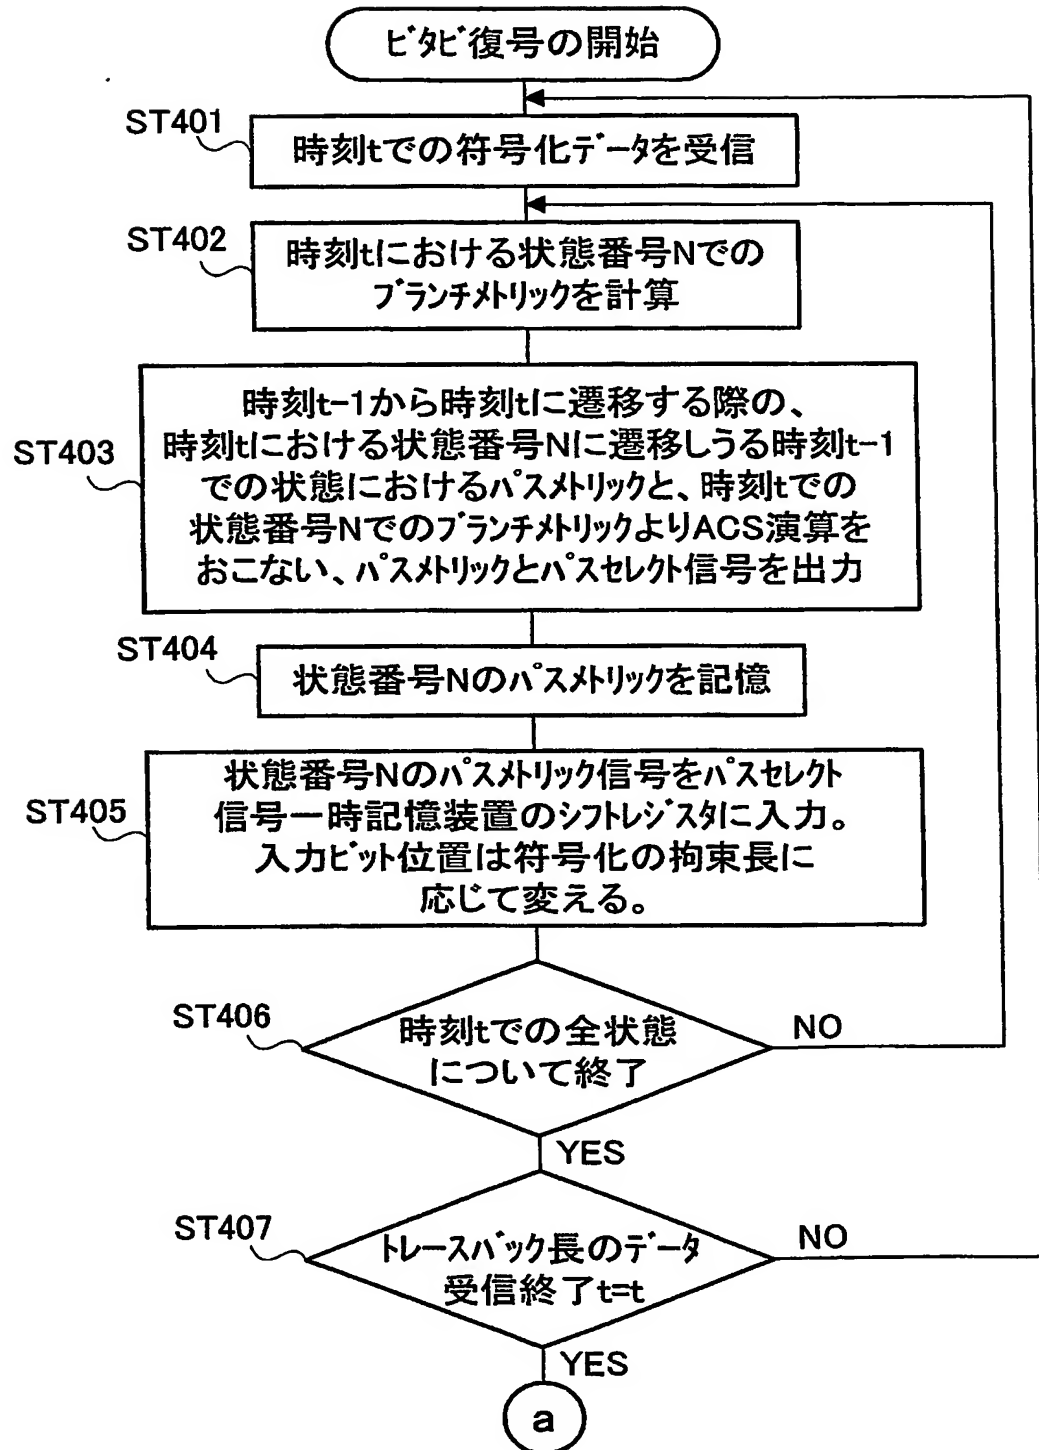 ビタビ復号の開始
ST401
時刻tでの符号化データを受信
ST402
時刻tにおける状態番号Nでの
ブランチメトリックを計算
ST403
時刻t-1から時刻tに遷移する際の、
時刻tにおける状態番号Nに遷移しうる時刻t-1
での状態におけるパスメトリックと、時刻tでの
状態番号NでのブランチメトリックよりACS演算を
おこない、パスメトリックとパスセレクト信号を出力
ST404
状態番号Nのパスメトリックを記憶
ST405
状態番号Nのパスメトリック信号をパスセレクト
信号一時記憶装置のシフトレジスタに入力。
入力ビット位置は符号化の拘束長に
応じて変える。
ST406
時刻tでの全状態
について終了
NO
YES
ST407
トレースバック長のデータ
受信終了t=t
NO
YES
a